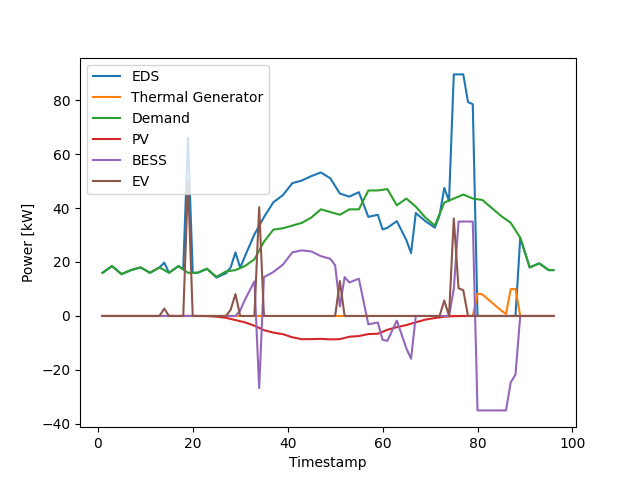 EDS
Thermal Generator
Demand
PV
BESS
EV
Power [kW]
80
60
40
20
0
−20
−40
0 20 40 60 80 100
Timestamp